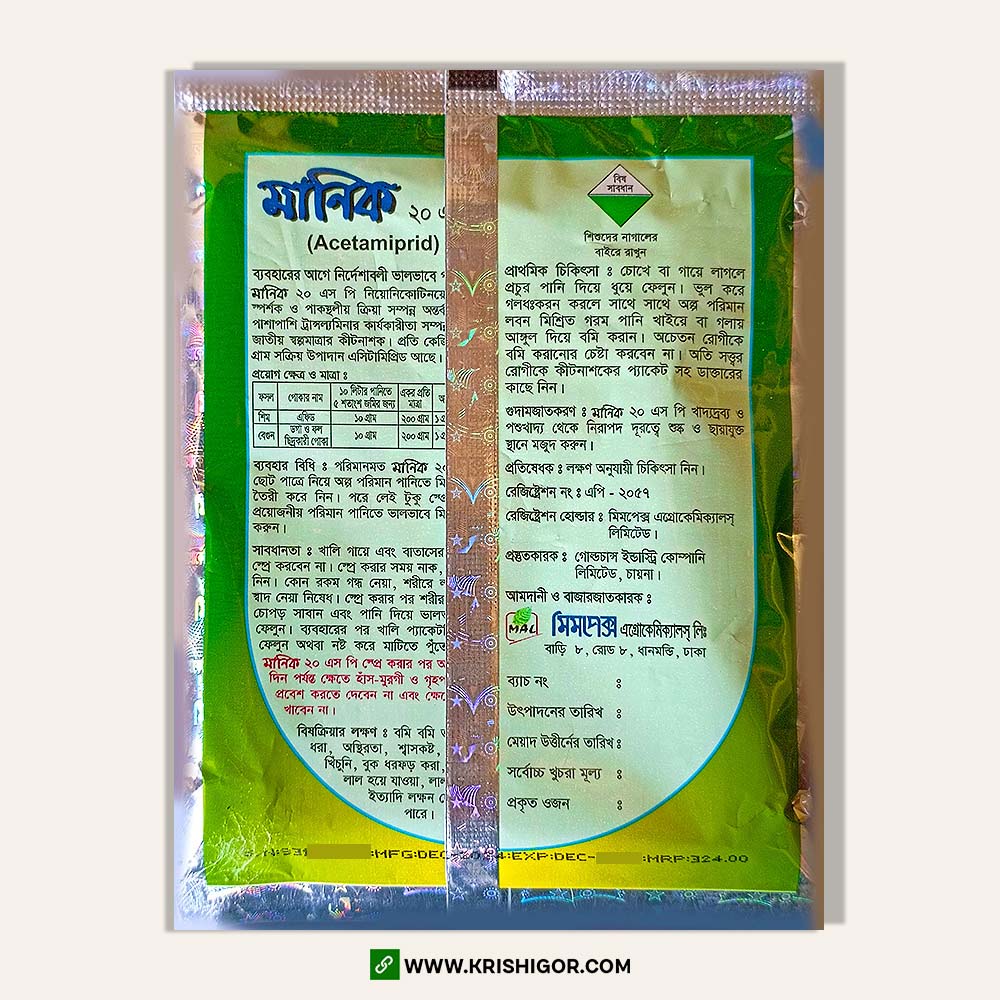 মানিক ২০ এ
(Acetamiprid)
ব্যবহারের আগে নির্দেশাবলী ভালভাবে প
মানিক ২০ এস পি নিয়োনিকোটিনয়ে
স্পর্শক ও পাকস্থলীয় ক্রিয়া সম্পন্ন অন্তর্ব
পাশাপাশি ট্রান্সল্যমিনার কার্যকারীতা সম্পন্ন
জাতীয় স্বল্পমাত্রার কীটনাশক। প্রতি কেজি
গ্রাম সক্রিয় উপাদান এসিটামিপ্রিড আছে।
প্রয়োগ ক্ষেত্র ও মাত্রা ঃ
ফসল পোকার নাম ১০ লিটার পানিতে ৫ শতাংশ জমির জন্য একর প্রতি মাত্রা অ
শিম এফিড ১০ গ্রাম ২০০ গ্রাম ১৫
বেগুন ডগা ও ফল ছিদ্রকারী পোকা ১০ গ্রাম ২০০ গ্রাম ১৫
ব্যবহার বিধি ঃ পরিমানমত মানিক ২০
ছোট পাত্রে নিয়ে অল্প পরিমান পানিতে মি
তৈরী করে নিন। পরে লেই টুকু স্প্রে
প্রয়োজনীয় পরিমান পানিতে ভালভাবে মি
করুন।
সাবধানতা ঃ খালি গায়ে এবং বাতাসের
স্প্রে করবেন না। স্প্রে করার সময় নাক,
নিন। কোন রকম গন্ধ নেয়া, শরীরে ল
স্বাদ নেয়া নিষেধ। স্প্রে করার পর শরীর
চোপড় সাবান এবং পানি দিয়ে ভালভ
ফেলুন। ব্যবহারের পর খালি প্যাকেটি
ফেলুন অথবা নষ্ট করে মাটিতে পুঁতে
মানিক ২০ এস পি স্প্রে করার পর অ
দিন পর্যন্ত ক্ষেতে হাঁস-মুরগী ও গৃহপ
প্রবেশ করতে দেবেন না এবং ক্ষে
খাবেন না।
বিষক্রিয়ার লক্ষণ ঃ বমি বমি ভ
ধরা, অস্থিরতা, শ্বাসকষ্ট,
খিঁচুনি, বুক ধরফড় করা,
লাল হয়ে যাওয়া, লাল
ইত্যাদি লক্ষন দে
পারে।
বিষ
সাবধান
শিশুদের নাগালের
বাইরে রাখুন
প্রাথমিক চিকিৎসা ঃ চোখে বা গায়ে লাগলে
প্রচুর পানি দিয়ে ধুয়ে ফেলুন। ভুল করে
গলধঃকরন করলে সাথে সাথে অল্প পরিমান
লবন মিশ্রিত গরম পানি খাইয়ে বা গলায়
আঙ্গুল দিয়ে বমি করান। অচেতন রোগীকে
বমি করানোর চেষ্টা করবেন না। অতি সত্ত্বর
রোগীকে কীটনাশকের প্যাকেট সহ ডাক্তারের
কাছে নিন।
গুদামজাতকরণ ঃ মানিক ২০ এস পি খাদ্যদ্রব্য ও
পশুখাদ্য থেকে নিরাপদ দূরত্বে শুষ্ক ও ছায়াযুক্ত
স্থানে মজুদ করুন।
প্রতিষেধক ঃ লক্ষণ অনুযায়ী চিকিৎসা নিন।
রেজিষ্ট্রেশন নং ঃ এপি - ২০৫৭
রেজিষ্ট্রেশন হোল্ডার ঃ মিমপেক্স এগ্রোকেমিক্যালস্
লিমিটেড।
প্রস্তুতকারক ঃ গোল্ডচান্স ইন্ডাস্ট্রি কোম্পানি
লিমিটেড, চায়না।
আমদানী ও বাজারজাতকারক ঃ
MAL মিমপেক্স এগ্রোকেমিক্যালস্ লিঃ
বাড়ি ৮, রোড ৮, ধানমন্ডি, ঢাকা
ব্যাচ নং ঃ
উৎপাদনের তারিখ ঃ
মেয়াদ উত্তীর্নের তারিখ ঃ
সর্বোচ্চ খুচরা মূল্য ঃ
প্রকৃত ওজন ঃ
:MFG:DEC- :EXP:DEC- :MRP:324.00
WWW.KRISHIGOR.COM